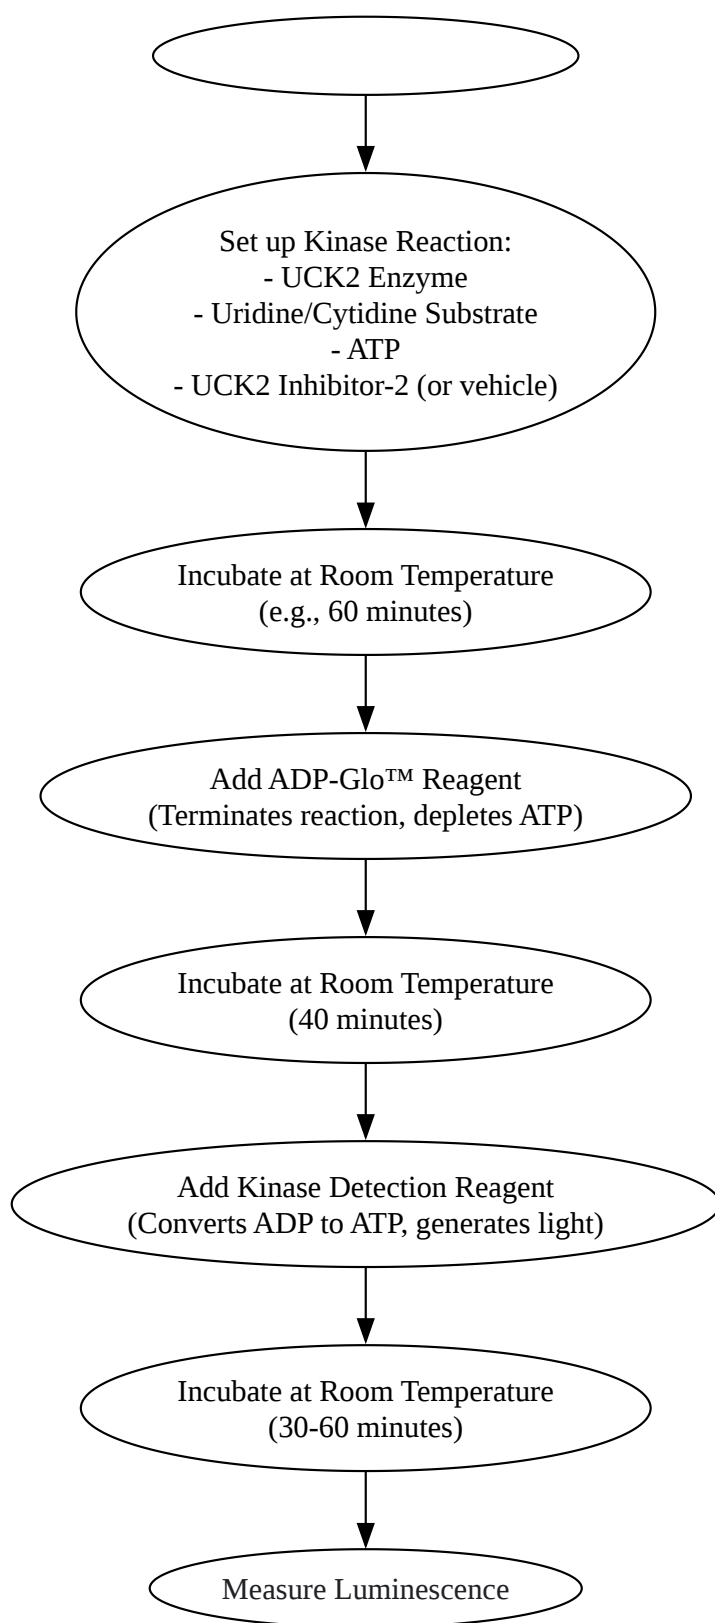 Set up Kinase Reaction:
- UCK2 Enzyme
- Uridine/Cytidine Substrate
- ATP
- UCK2 Inhibitor-2 (or vehicle)
Incubate at Room Temperature
(e.g., 60 minutes)
Add ADP-Glo™ Reagent
(Terminates reaction, depletes ATP)
Incubate at Room Temperature
(40 minutes)
Add Kinase Detection Reagent
(Converts ADP to ATP, generates light)
Incubate at Room Temperature
(30-60 minutes)
Measure Luminescence